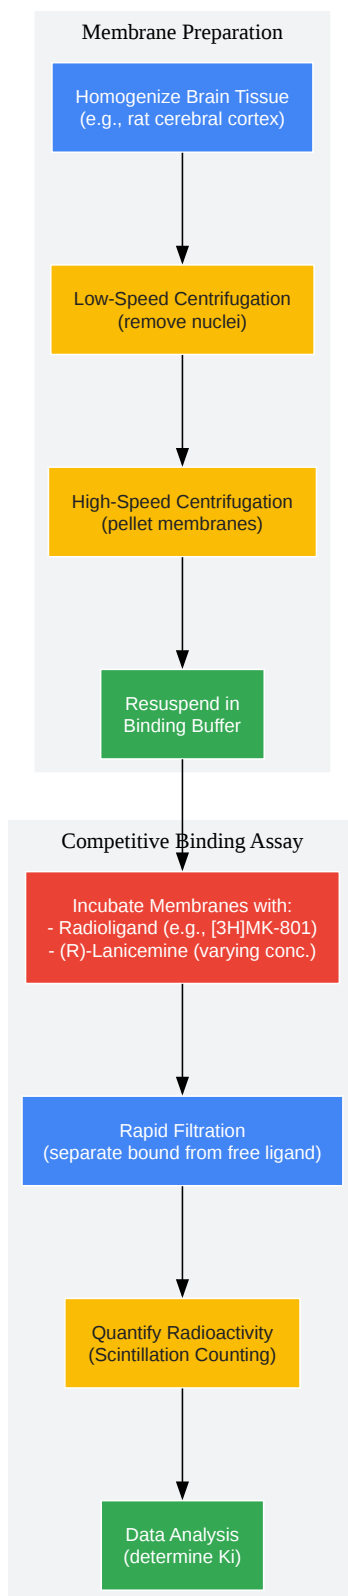 Membrane Preparation
Homogenize Brain Tissue
(e.g., rat cerebral cortex)
Low-Speed Centrifugation
(remove nuclei)
High-Speed Centrifugation
(pellet membranes)
Resuspend in
Binding Buffer
Competitive Binding Assay
Incubate Membranes with:
- Radioligand (e.g., [3H]MK-801)
- (R)-Lanicemine (varying conc.)
Rapid Filtration
(separate bound from free ligand)
Quantify Radioactivity
(Scintillation Counting)
Data Analysis
(determine Ki)